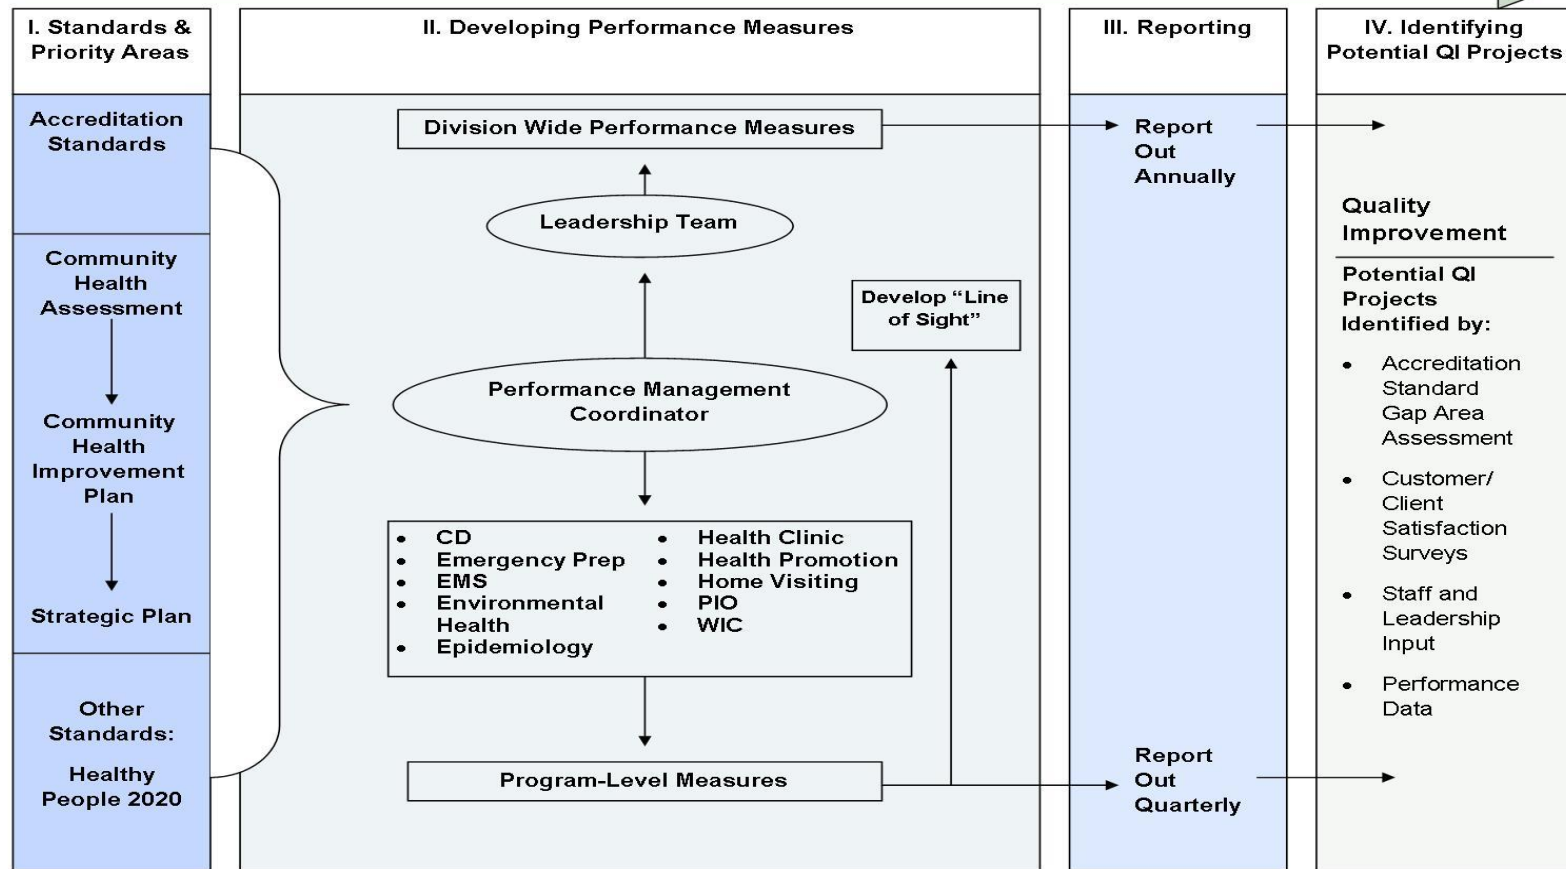 I. Standards &
Priority Areas
Accreditation
Standards
Community
Health
Assessment
Community
Health
Improvement
Plan
Strategic Plan
Other
Standards:
Healthy
People 2020
II. Developing Performance Measures
Division Wide Performance Measures
Leadership Team
Develop “Line
of Sight”
Performance Management
Coordinator
• CD
• Emergency Prep
• EMS
• Environmental
Health
• Epidemiology
• Health Clinic
• Health Promotion
• Home Visiting
• PIO
• WIC
Program-Level Measures
III. Reporting
Report
Out
Annually
Report
Out
Quarterly
IV. Identifying
Potential QI Projects
Quality
Improvement
Potential QI
Projects
Identified by:
• Accreditation
Standard
Gap Area
Assessment
• Customer/
Client
Satisfaction
Surveys
• Staff and
Leadership
Input
• Performance
Data